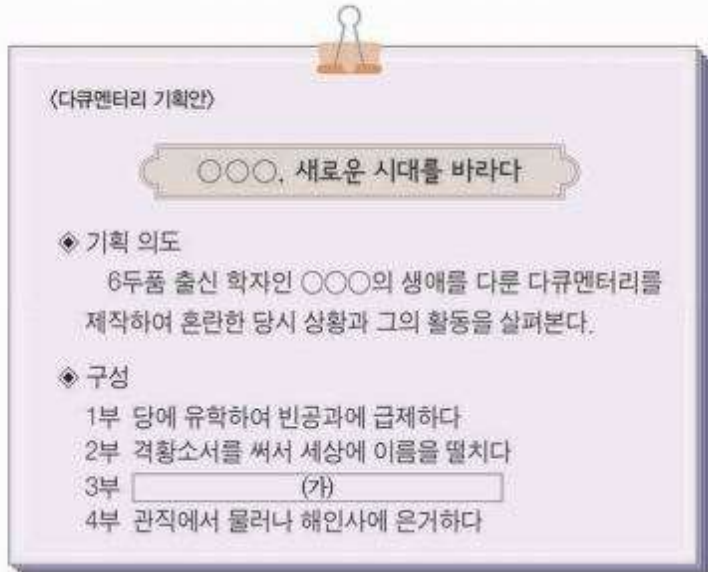 〈다큐멘터리 기획안〉
○○○, 새로운 시대를 바라다
◈ 기획 의도
6두품 출신 학자인 ○○○의 생애를 다룬 다큐멘터리를
제작하여 혼란한 당시 상황과 그의 활동을 살펴본다.
◈ 구성
1부 당에 유학하여 빈공과에 급제하다
2부 격황소서를 써서 세상에 이름을 떨치다
3부 (가)
4부 관직에서 물러나 해인사에 은거하다